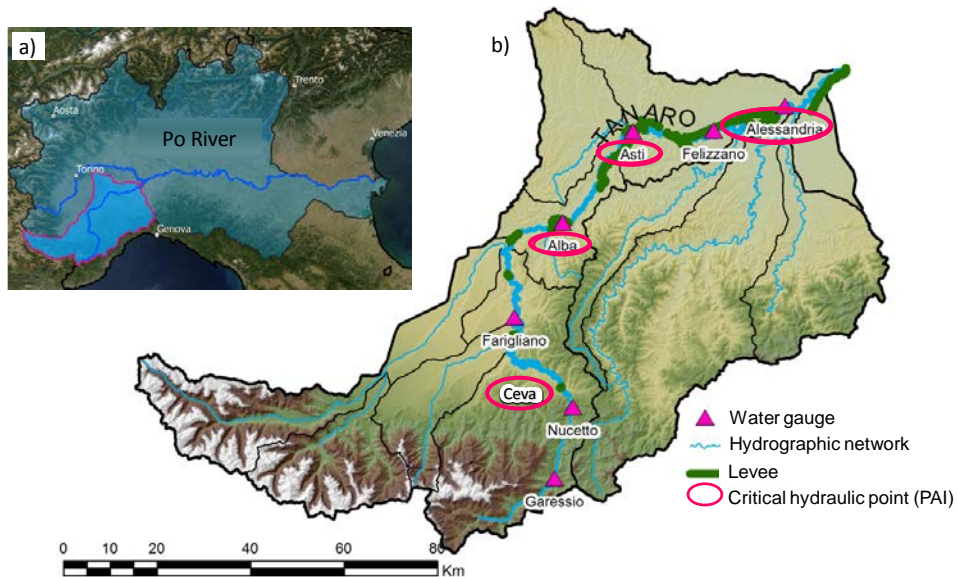 a)
Aosta
Trento
Po River
Venezia
Torino
Genova
b)
TANARO
Alessandria
Asti
Felizzano
Alba
Farigliano
Ceva
Nucetto
Garessio
Water gauge
Hydrographic network
Levee
Critical hydraulic point (PAI)
0 10 20 40 60 80
Km